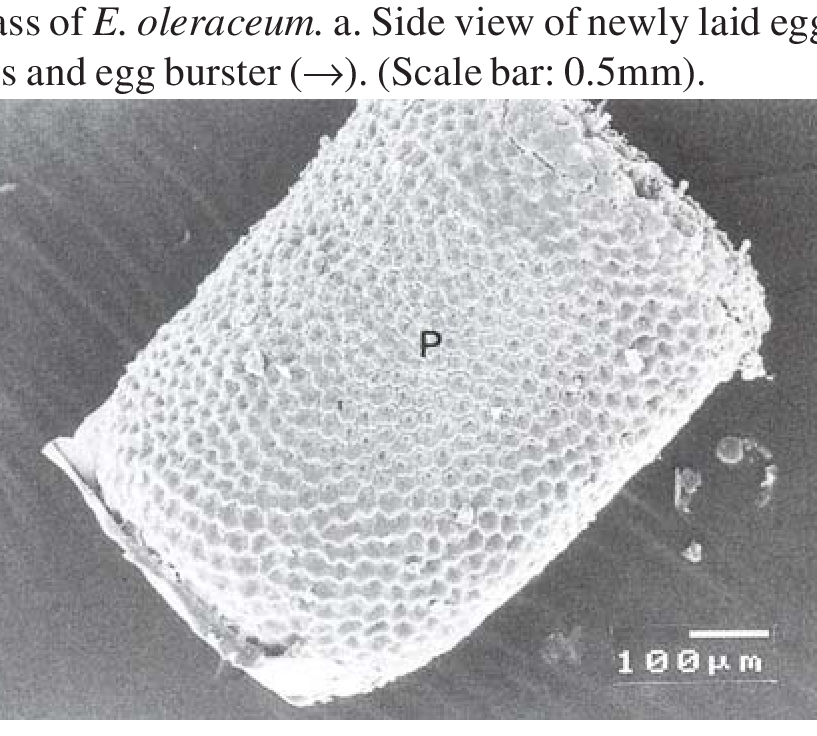 ass of E. oleraceum. a. Side view of newly laid egg
s and egg burster (→). (Scale bar: 0.5mm).
P
100µm